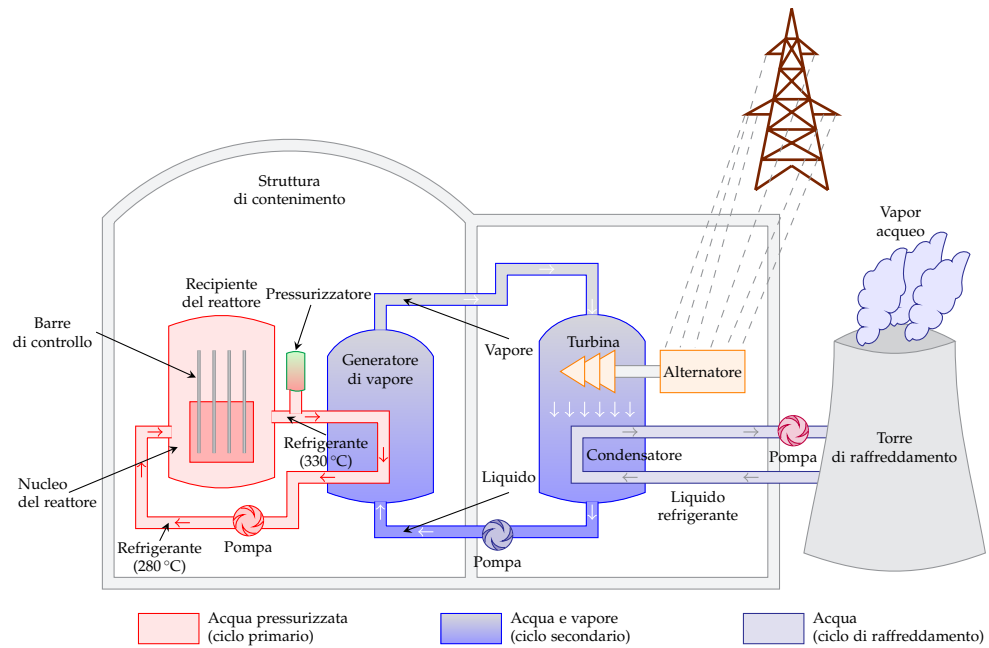 Struttura
di contenimento
Vapor
acqueo
Recipiente
del reattore
Pressurizzatore
Barre
di controllo
Vapore
Turbina
Generatore
di vapore
Alternatore
Refrigerante
(330 °C)
Condensatore
Pompa
Torre
di raffreddamento
Nucleo
del reattore
Liquido
Liquido
refrigerante
Refrigerante
(280 °C)
Pompa
Pompa
Acqua pressurizzata
(ciclo primario)
Acqua e vapore
(ciclo secondario)
Acqua
(ciclo di raffreddamento)